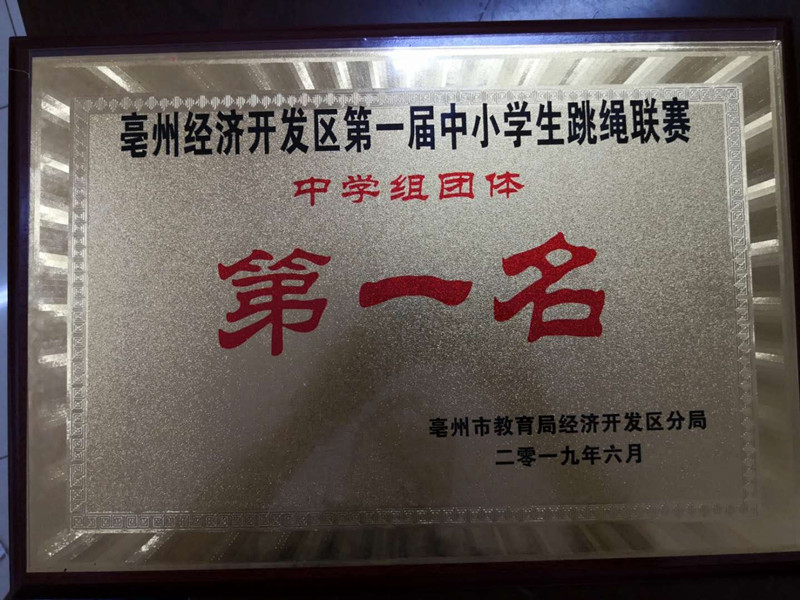 亳州经济开发区第一届中小学生跳绳联赛
中学组团体
第一名
亳州市教育局经济开发区分局
二零一九年六月